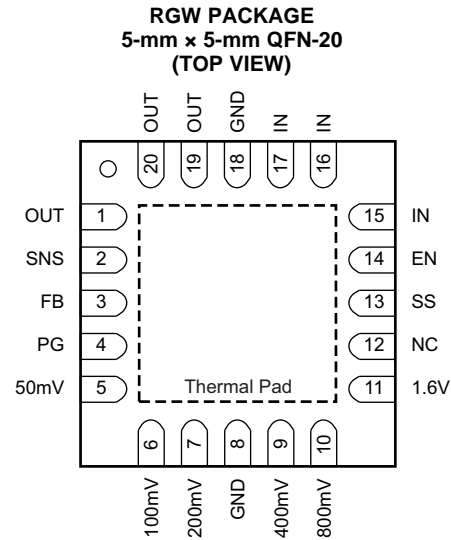 RGW PACKAGE
5-mm × 5-mm QFN-20
(TOP VIEW)
OUT OUT GND IN IN
20 19 18 17 16
OUT 1 15 IN
SNS 2 14 EN
FB 3 13 SS
PG 4 12 NC
50mV 5 Thermal Pad 11 1.6V
6 7 8 9 10
100mV 200mV GND 400mV 800mV